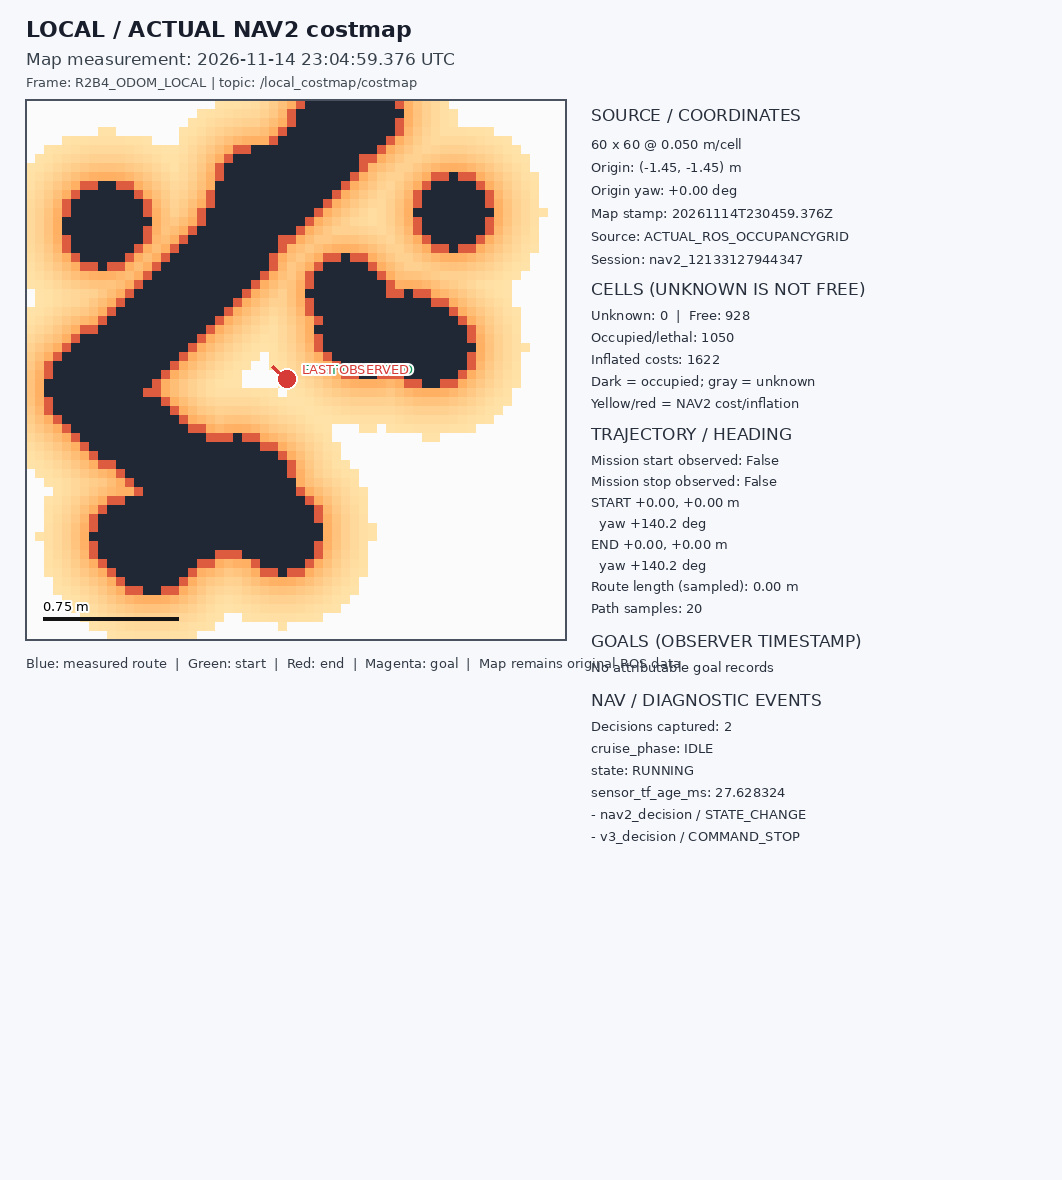 LOCAL / ACTUAL NAV2 costmap
Map measurement: 2026-11-14 23:04:59.376 UTC
Frame: R2B4_ODOM_LOCAL | topic: /local_costmap/costmap
LAST OBSERVED
0.75 m
Blue: measured route | Green: start | Red: end | Magenta: goal | Map remains original ROS data
SOURCE / COORDINATES
60 x 60 @ 0.050 m/cell
Origin: (-1.45, -1.45) m
Origin yaw: +0.00 deg
Map stamp: 20261114T230459.376Z
Source: ACTUAL_ROS_OCCUPANCYGRID
Session: nav2_12133127944347
CELLS (UNKNOWN IS NOT FREE)
Unknown: 0 | Free: 928
Occupied/lethal: 1050
Inflated costs: 1622
Dark = occupied; gray = unknown
Yellow/red = NAV2 cost/inflation
TRAJECTORY / HEADING
Mission start observed: False
Mission stop observed: False
START +0.00, +0.00 m
yaw +140.2 deg
END +0.00, +0.00 m
yaw +140.2 deg
Route length (sampled): 0.00 m
Path samples: 20
GOALS (OBSERVER TIMESTAMP)
No attributable goal records
NAV / DIAGNOSTIC EVENTS
Decisions captured: 2
cruise_phase: IDLE
state: RUNNING
sensor_tf_age_ms: 27.628324
- nav2_decision / STATE_CHANGE
- v3_decision / COMMAND_STOP